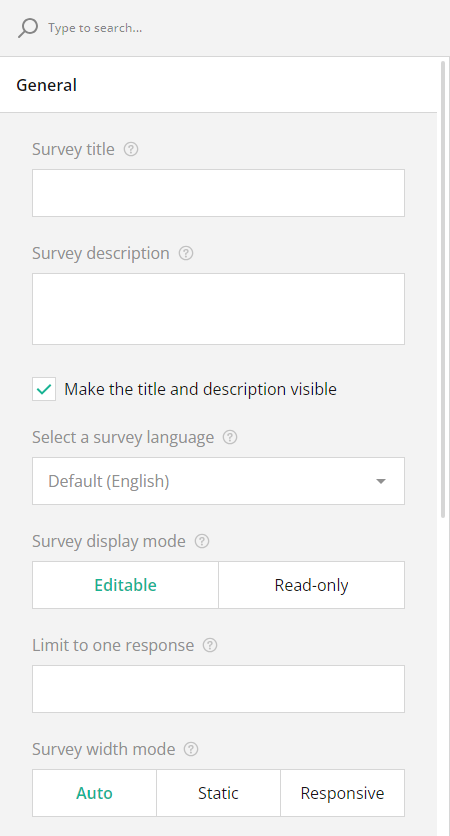 Type to search...
General
Survey title
Survey description
Make the title and description visible
Select a survey language
Default (English)
Survey display mode
Editable Read-only
Limit to one response
Survey width mode
Auto Static Responsive